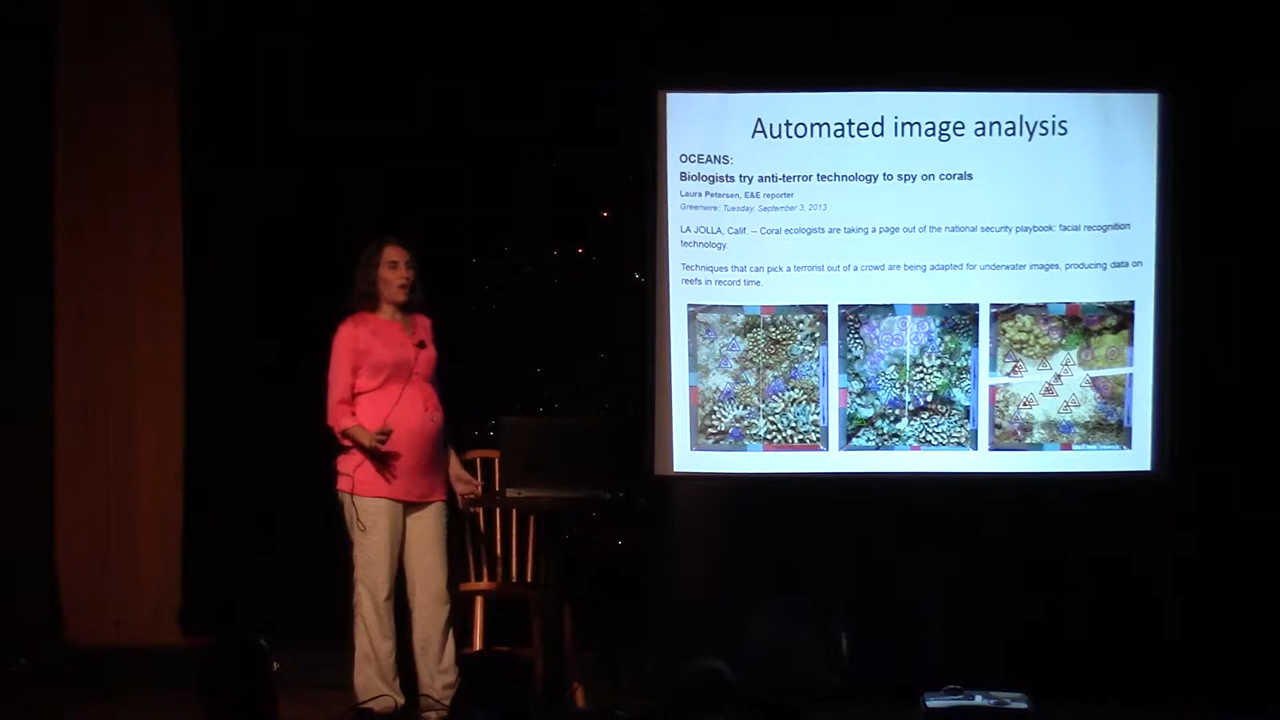 Automated image analysis
OCEANS:
Biologists try anti-terror technology to spy on corals
Laura Petersen, E&E reporter
Greenwire: Tuesday, September 3, 2013
LA JOLLA, Calif. -- Coral ecologists are taking a page out of the national security playbook: facial recognition
technology.
Techniques that can pick a terrorist out of a crowd are being adapted for underwater images, producing data on
reefs in record time.